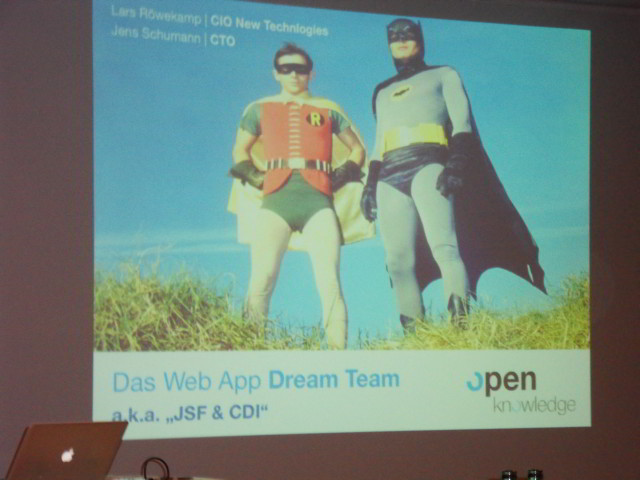 Lars Röwekamp | CIO New Technlogies
Jens Schumann | CTO
R
Das Web App Dream Team
a.k.a. „JSF & CDI“
open
knowledge